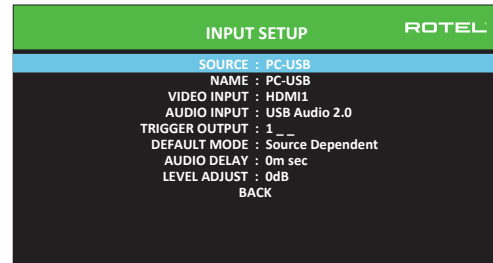 INPUT SETUP
ROTEL
SOURCE : PC-USB
NAME : PC-USB
VIDEO INPUT : HDMI1
AUDIO INPUT : USB Audio 2.0
TRIGGER OUTPUT : 1 _ _
DEFAULT MODE : Source Dependent
AUDIO DELAY : 0m sec
LEVEL ADJUST : 0dB
BACK